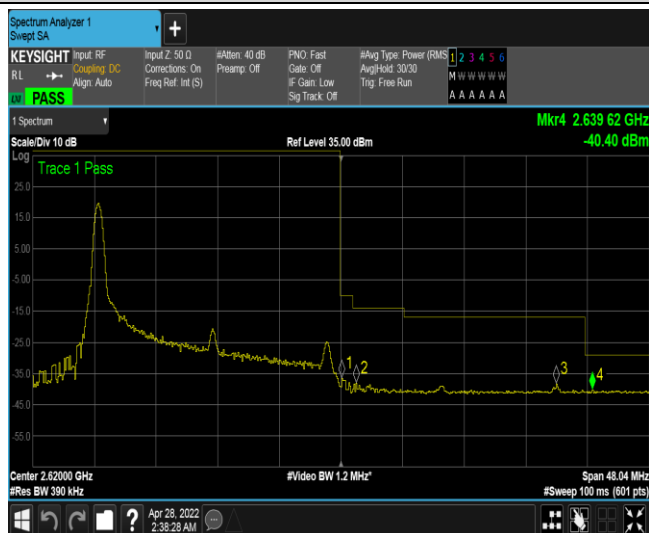 Spectrum Analyzer 1
Swept SA
KEYSIGHT
RL
LXI PASS
Input: RF
Coupling: DC
Align: Auto
Input Z: 50 Ω
Corrections: On
Freq Ref: Int (S)
#Atten: 40 dB
Preamp: Off
PNO: Fast
Gate: Off
IF Gain: Low
Sig Track: Off
#Avg Type: Power (RMS
Avg|Hold: 30/30
Trig: Free Run
1 2 3 4 5 6
M W W W W W
A A A A A A
1 Spectrum
Mkr4 2.639 62 GHz
Scale/Div 10 dB
Ref Level 35.00 dBm
-40.40 dBm
Log
Trace 1 Pass
25.0
15.0
5.00
-5.00
-15.0
-25.0
-35.0
-45.0
-55.0
1
2
3
4
Center 2.62000 GHz
#Video BW 1.2 MHz*
Span 48.04 MHz
#Res BW 390 kHz
#Sweep 100 ms (601 pts)
?
Apr 28, 2022
2:38:28 AM